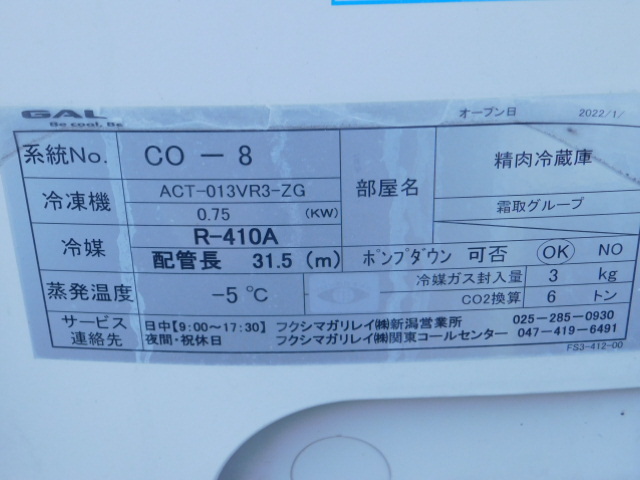 GAL
Be cool, Be
オープン日 2022/1/
系統No. CO-8 部屋名 精肉冷蔵庫
冷凍機 ACT-013VR3-ZG
0.75 (KW) 霜取グループ
冷媒 R-410A
配管長 31.5 (m) ポンプダウン 可否 OK NO
蒸発温度 -5 ℃ 冷媒ガス封入量 3 kg
CO2換算 6 トン
サービス連絡先 日中【9:00~17:30】 フクシマガリレイ㈱新潟営業所 025-285-0930
夜間・祝休日 フクシマガリレイ㈱関東コールセンター 047-419-6491
FS3-412-00